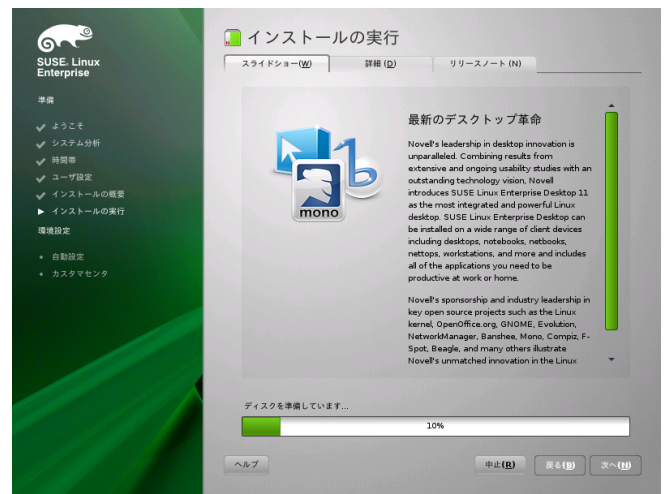 SUSE. Linux
Enterprise
準備
ようこそ
システム分析
時間帯
ユーザ設定
インストールの概要
インストールの実行
環境設定
自動設定
カスタマセンタ
インストールの実行
スライドショー(W)
詳細 (D)
リリースノート (N)
mono
最新のデスクトップ革命
Novell's leadership in desktop innovation is
unparalleled. Combining results from
extensive and ongoing usability studies with an
outstanding technology vision, Novell
introduces SUSE Linux Enterprise Desktop 11
as the most integrated and powerful Linux
desktop. SUSE Linux Enterprise Desktop can
be installed on a wide range of client devices
including desktops, notebooks, netbooks,
nettops, workstations, and more and includes
all of the applications you need to be
productive at work or home.
Novell's sponsorship and industry leadership in
key open source projects such as the Linux
kernel, OpenOffice.org, GNOME, Evolution,
NetworkManager, Banshee, Mono, Compiz, F-
Spot, Beagle, and many others illustrate
Novell's unmatched innovation in the Linux
ディスクを準備しています...
10%
ヘルプ
中止(R)
戻る(B)
次へ(N)